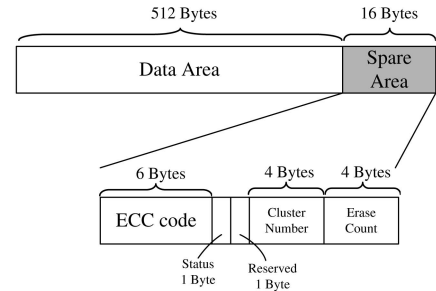 512 Bytes
16 Bytes
Data Area
Spare
Area
6 Bytes
4 Bytes
4 Bytes
ECC code
Cluster
Number
Erase
Count
Status
1 Byte
Reserved
1 Byte